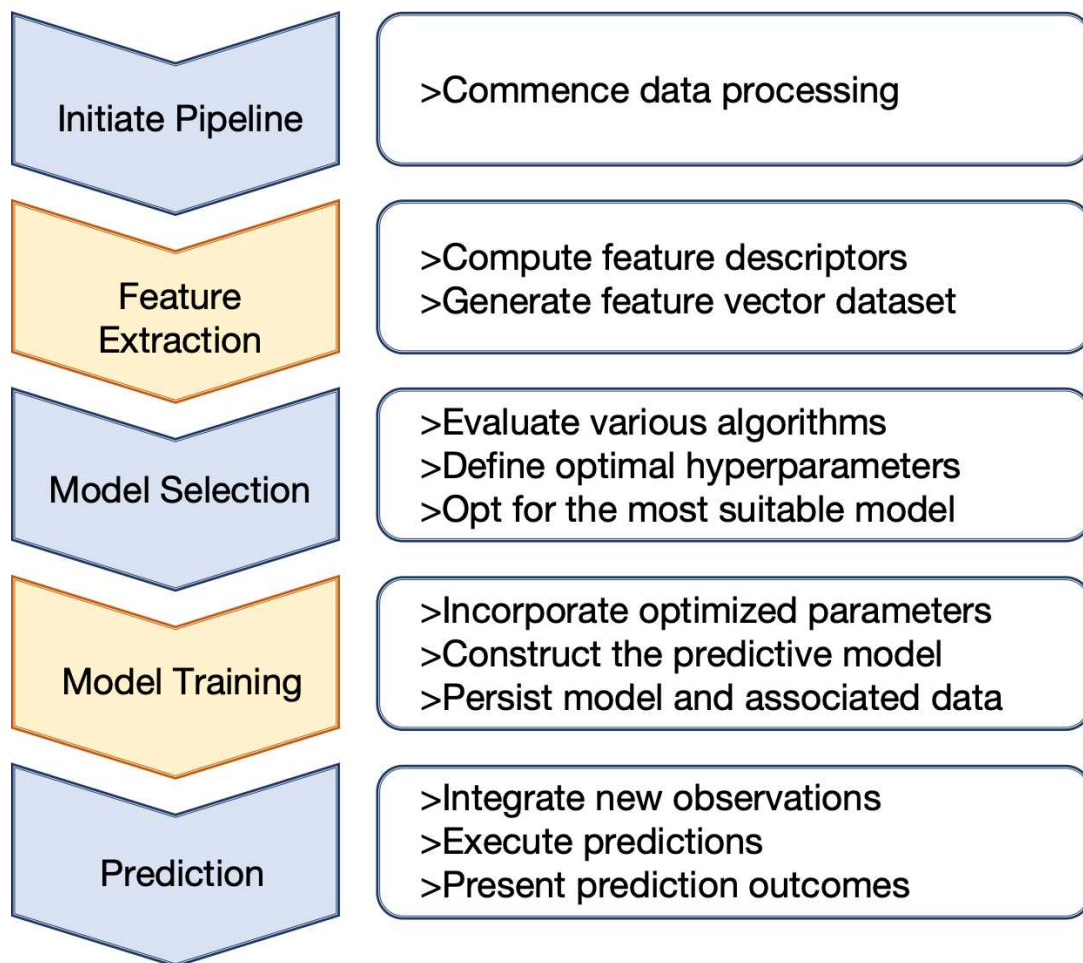 Initiate Pipeline
>Commence data processing
Feature
Extraction
>Compute feature descriptors
>Generate feature vector dataset
Model Selection
>Evaluate various algorithms
>Define optimal hyperparameters
>Opt for the most suitable model
Model Training
>Incorporate optimized parameters
>Construct the predictive model
>Persist model and associated data
Prediction
>Integrate new observations
>Execute predictions
>Present prediction outcomes